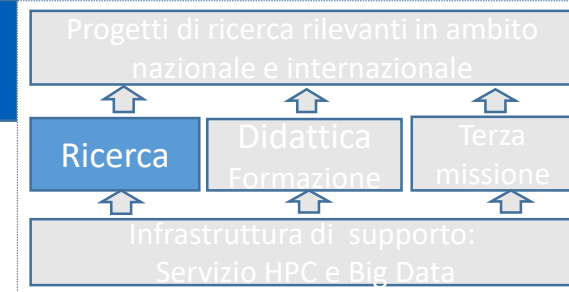 Progetti di ricerca rilevanti in ambito
nazionale e internazionale
Ricerca
Didattica
Formazione
Terza
missione
Infrastruttura di supporto:
Servizio HPC e Big Data